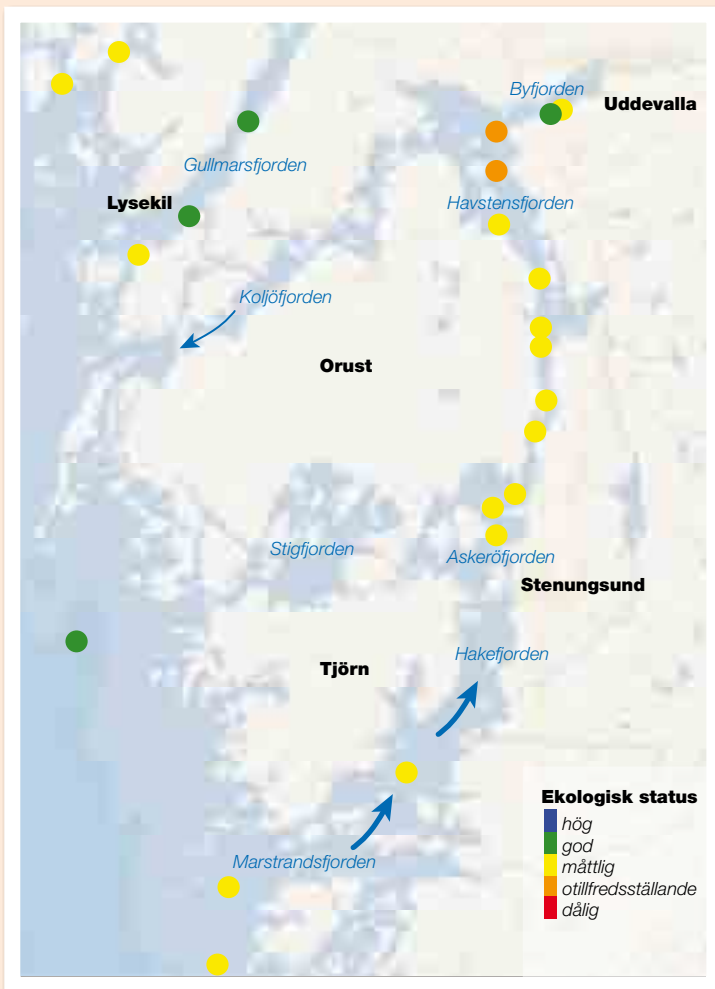 Byfjorden
Uddevalla
Gullmarsfjorden
Lysekil
Havstensfjorden
Koljöfjorden
Orust
Stigfjorden
Askeröfjorden
Stenungsund
Hakefjorden
Tjörn
Marstrandsfjorden
Ekologisk status
hög
god
måttlig
otillfredsställande
dålig